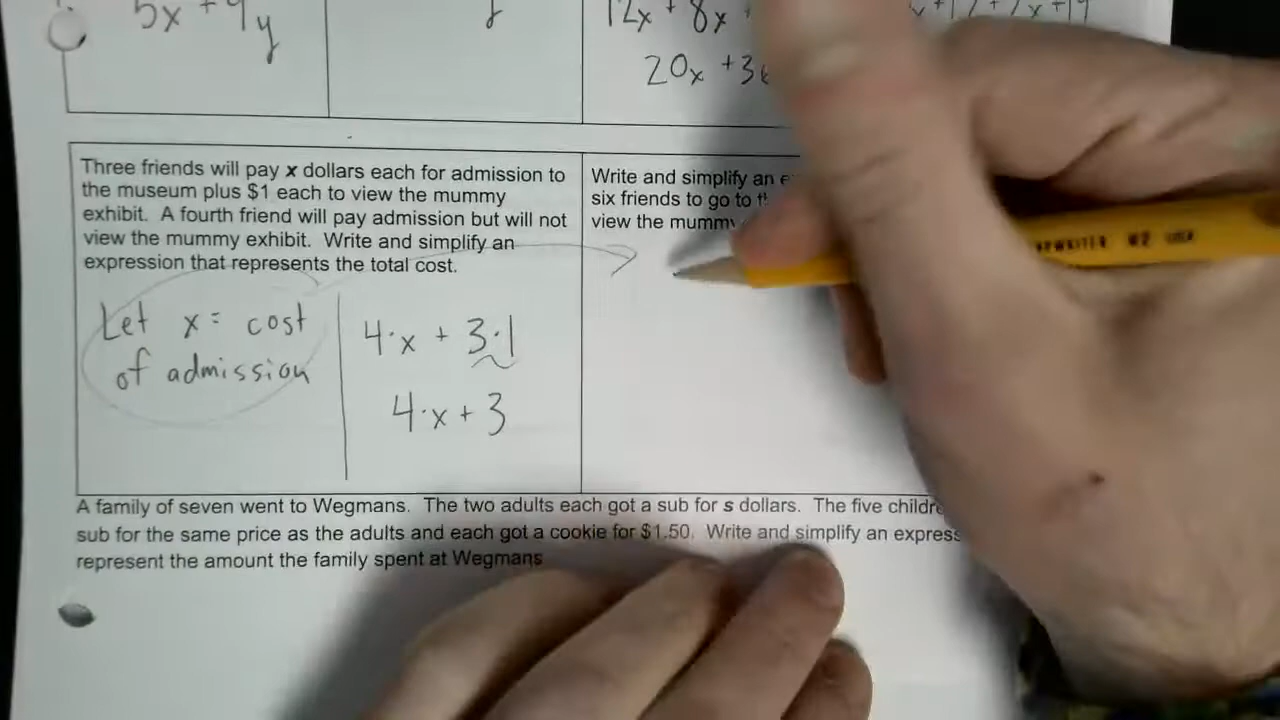 5x + 9y
12x + 8x
20x + 36
Three friends will pay x dollars each for admission to
the museum plus $1 each to view the mummy
exhibit. A fourth friend will pay admission but will not
view the mummy exhibit. Write and simplify an
expression that represents the total cost.
Let x = cost
of admission
4·x + 3·1
4·x + 3
Write and simplify an
six friends to go to
view the mummy
#2 USA
A family of seven went to Wegmans. The two adults each got a sub for s dollars. The five
sub for the same price as the adults and each got a cookie for $1.50. Write and simplify an
represent the amount the family spent at Wegmans